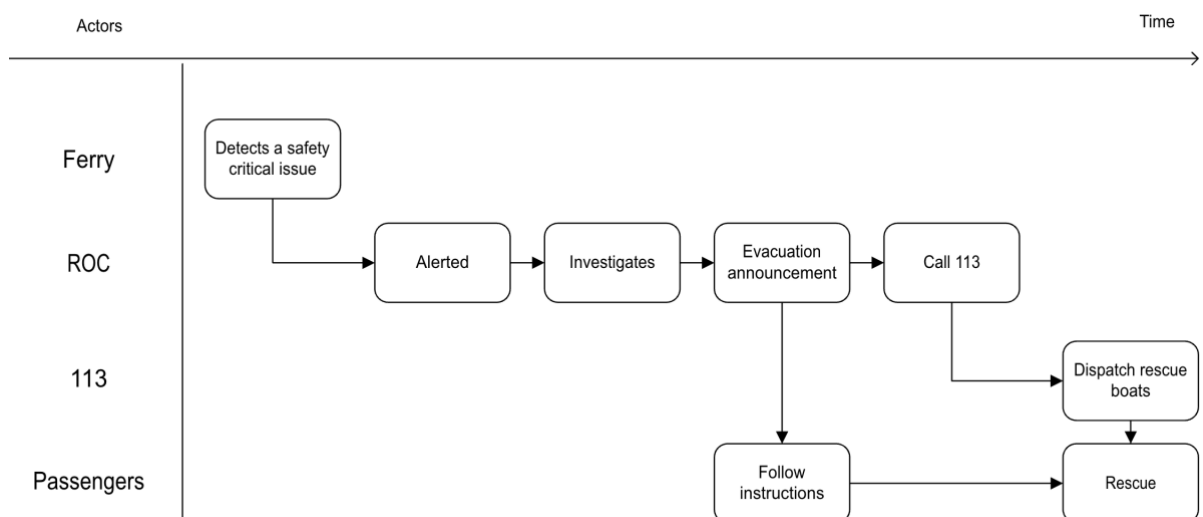 Actors
Time
Ferry
Detects a safety
critical issue
ROC
Alerted
Investigates
Evacuation
announcement
Call 113
113
Dispatch rescue
boats
Passengers
Follow
instructions
Rescue